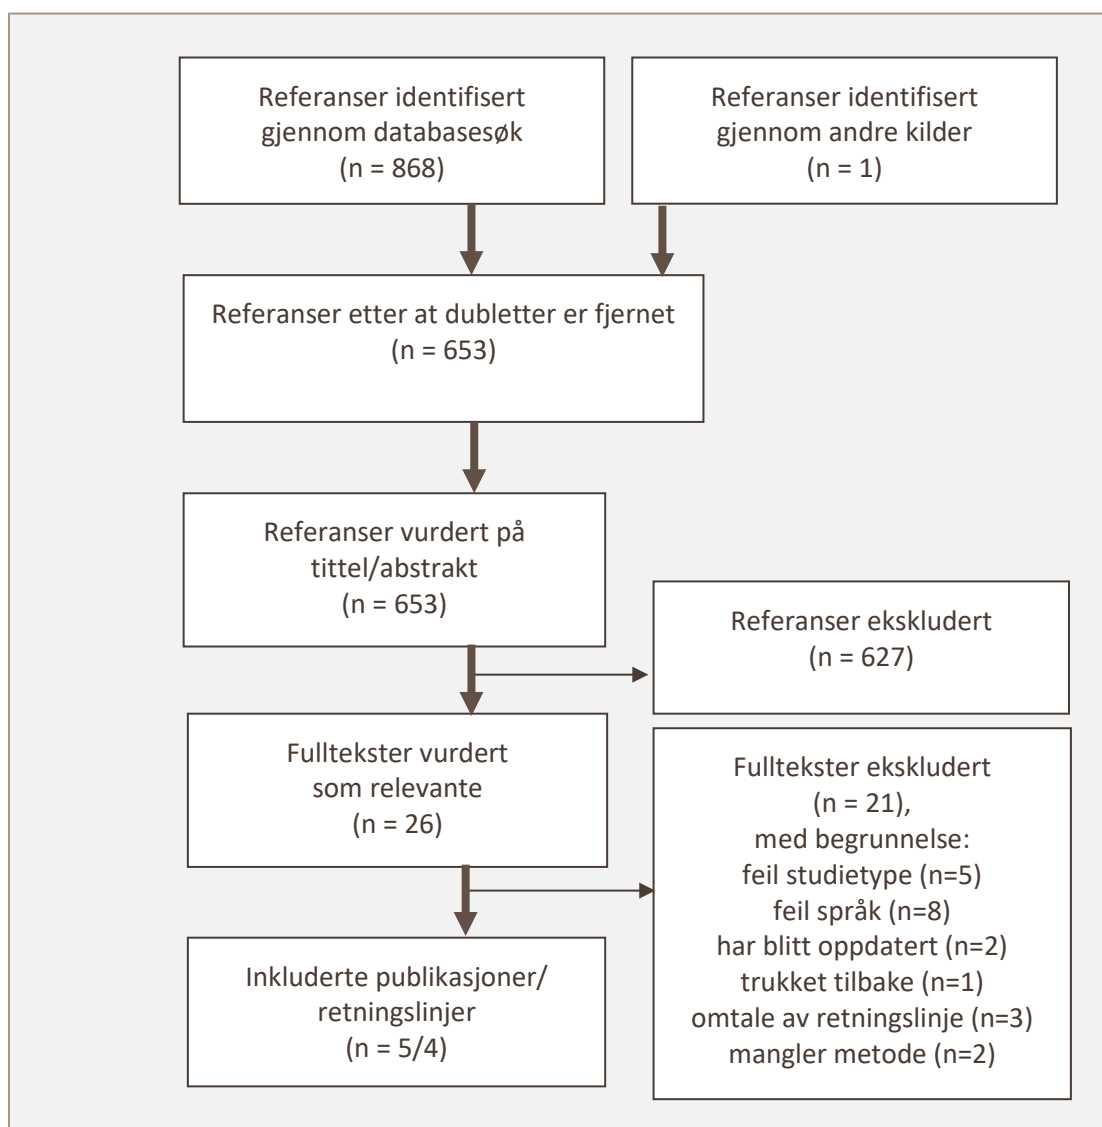 Referanser identifisert
gjennom databasesøk
(n = 868)
Referanser identifisert
gjennom andre kilder
(n = 1)
Referanser etter at dubletter er fjernet
(n = 653)
Referanser vurdert på
tittel/abstrakt
(n = 653)
Referanser ekskludert
(n = 627)
Fulltekster vurdert
som relevante
(n = 26)
Fulltekster ekskludert
(n = 21),
med begrunnelse:
feil studietype (n=5)
feil språk (n=8)
har blitt oppdatert (n=2)
trukket tilbake (n=1)
omtale av retningslinje (n=3)
mangler metode (n=2)
Inkluderte publikasjoner/
retningslinjer
(n = 5/4)